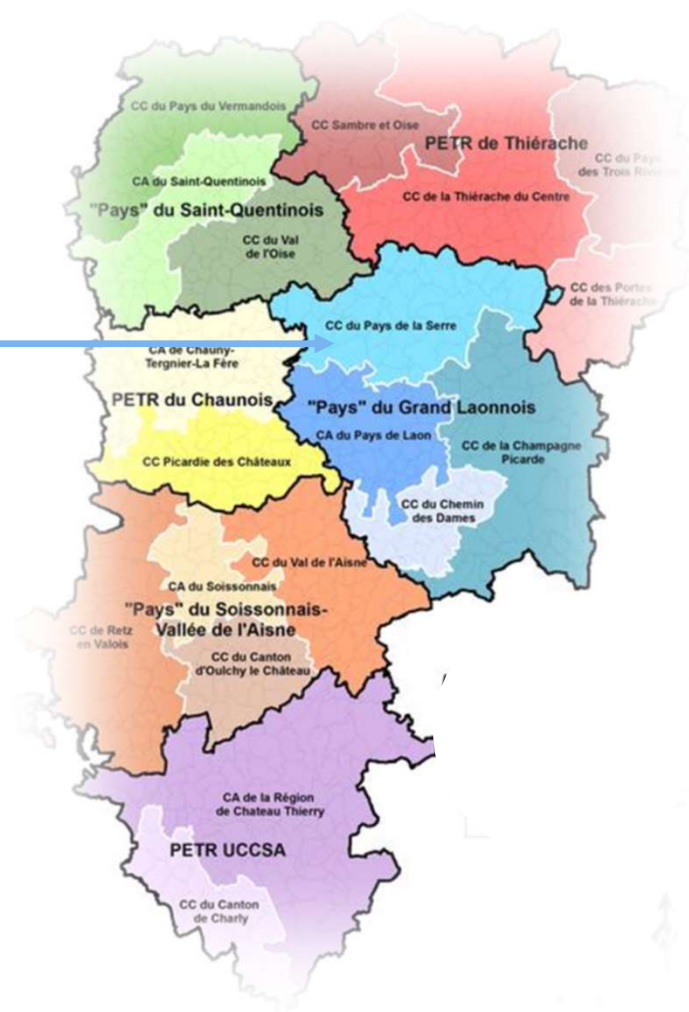 CC du Pays du Vermandois
CC Sambre et Oise
PETR de Thiérache
CC du Pays
des Trois Riviè
CA du Saint-Quentinois
"Pays" du Saint-Quentinois
CC de la Thiérache du Centre
CC du Val
de l'Oise
CC des Portes
de la Thiérache
CC du Pays de la Serre
CA de Chauny-
Tergnier-La Fère
PETR du Chaunois
"Pays" du Grand Laonnois
CA du Pays de Laon
CC de la Champagne
Picarde
CC Picardie des Châteaux
CC du Chemin
des Dames
CC du Val de l'Aisne
CA du Soissonnais
"Pays" du Soissonnais-
Vallée de l'Aisne
CC de Retz
en Valois
CC du Canton
d'Oulchy le Château
CA de la Région
de Chateau Thierry
PETR UCCSA
CC du Canton
de Charly